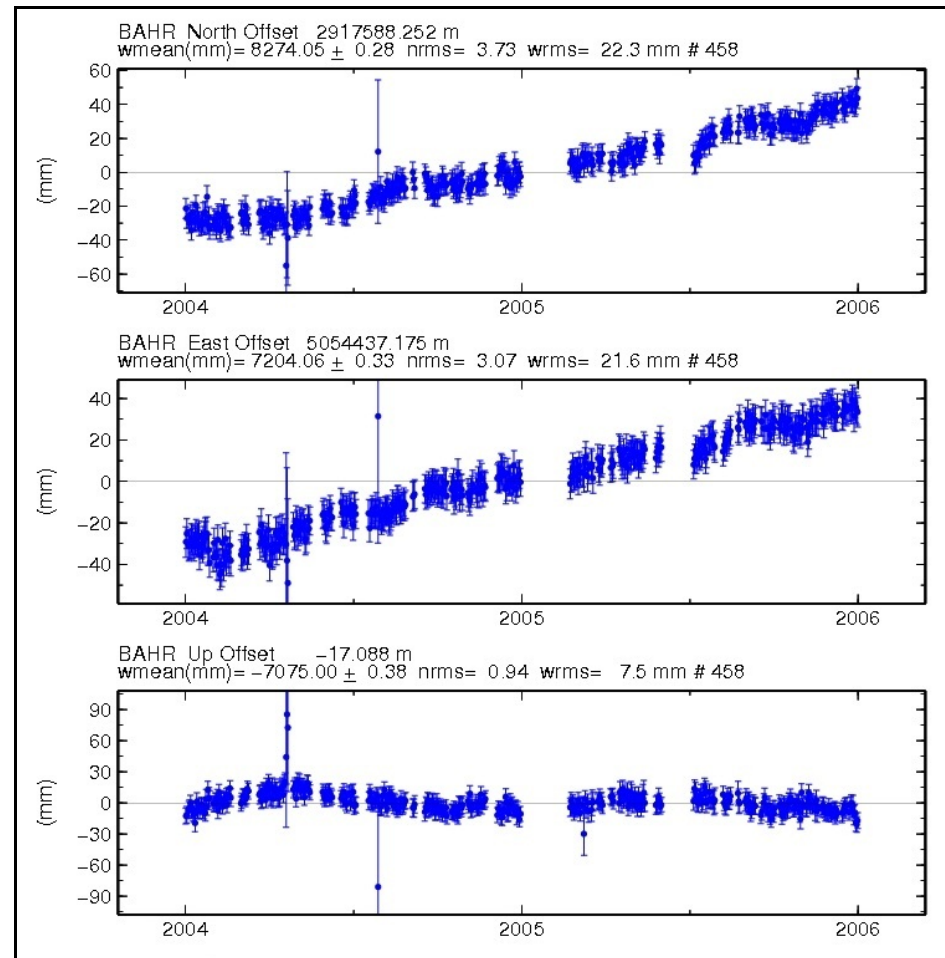 BAHR North Offset 2917588.252 m
wmean(mm)= 8274.05 ± 0.28 nrms= 3.73 wrms= 22.3 mm # 458
60
40
20
0
−20
−40
−60
(mm)
2004 2005 2006
BAHR East Offset 5054437.175 m
wmean(mm)= 7204.06 ± 0.33 nrms= 3.07 wrms= 21.6 mm # 458
40
20
0
−20
−40
(mm)
2004 2005 2006
BAHR Up Offset −17.088 m
wmean(mm)= −7075.00 ± 0.38 nrms= 0.94 wrms= 7.5 mm # 458
90
60
30
0
−30
−60
−90
(mm)
2004 2005 2006